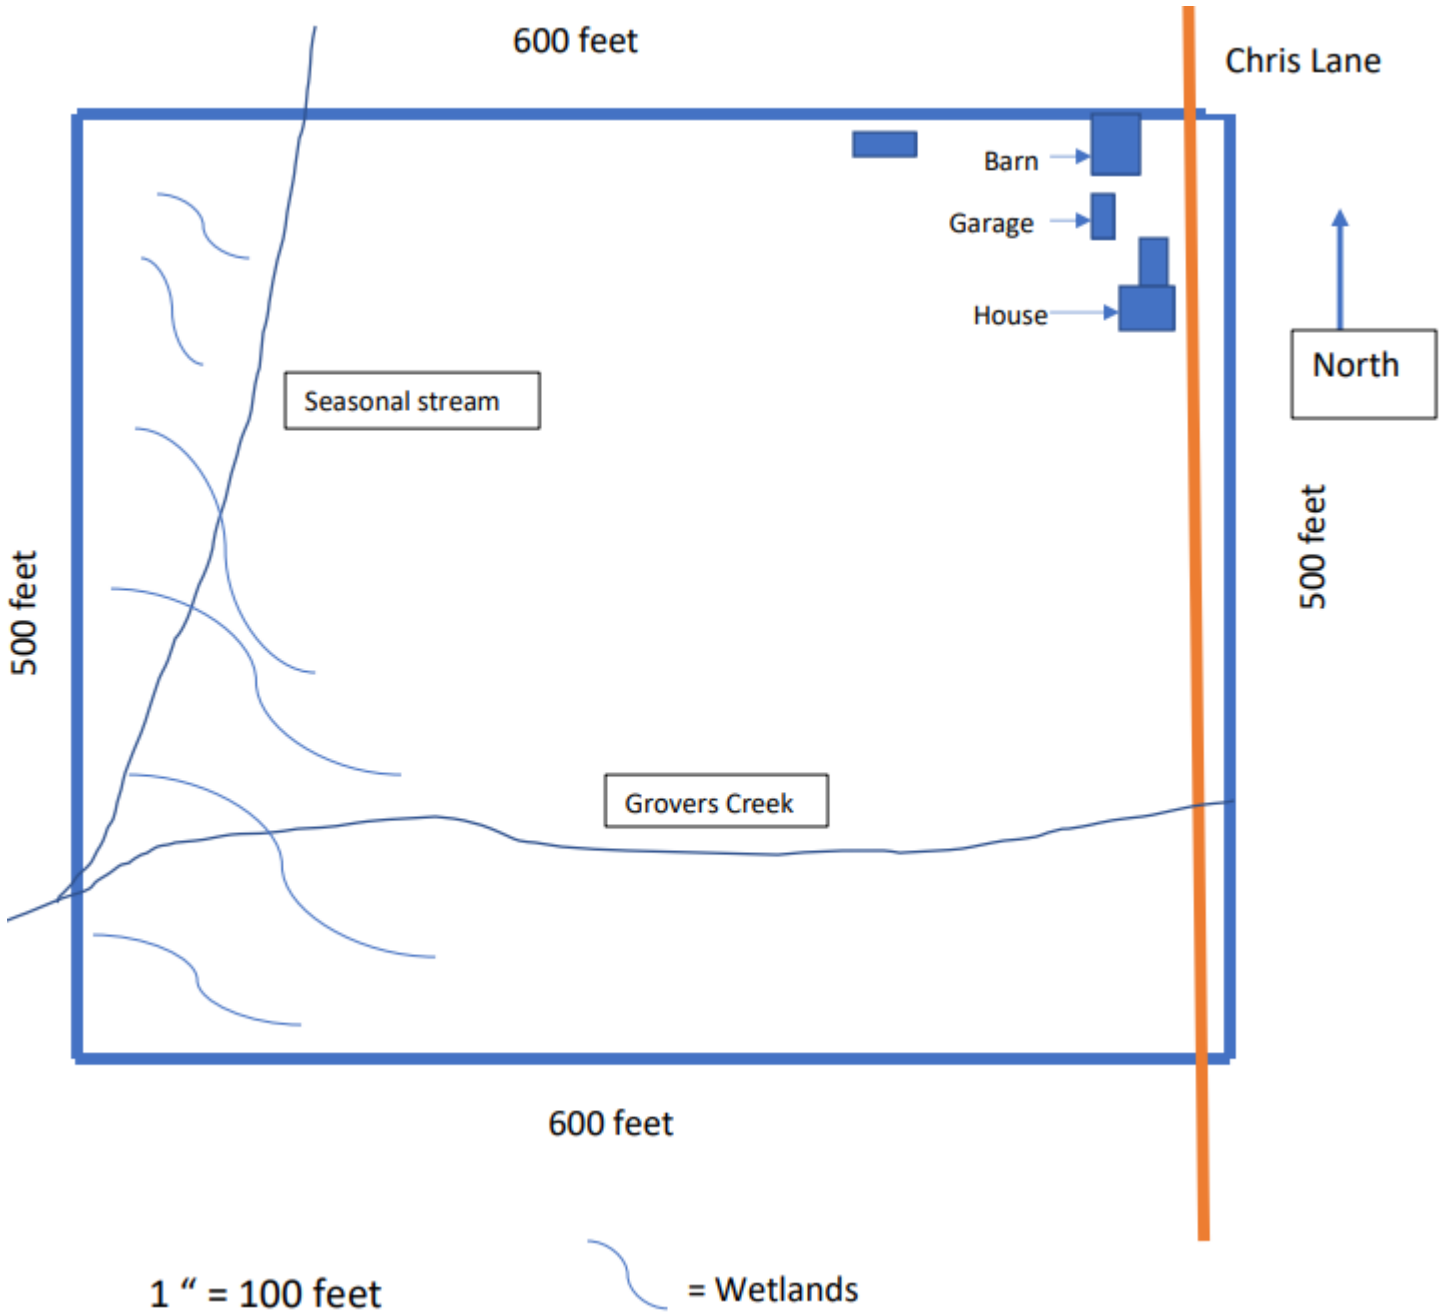 600 feet
Chris Lane
Barn
Garage
House
North
Seasonal stream
500 feet
500 feet
Grovers Creek
600 feet
1 “ = 100 feet
= Wetlands